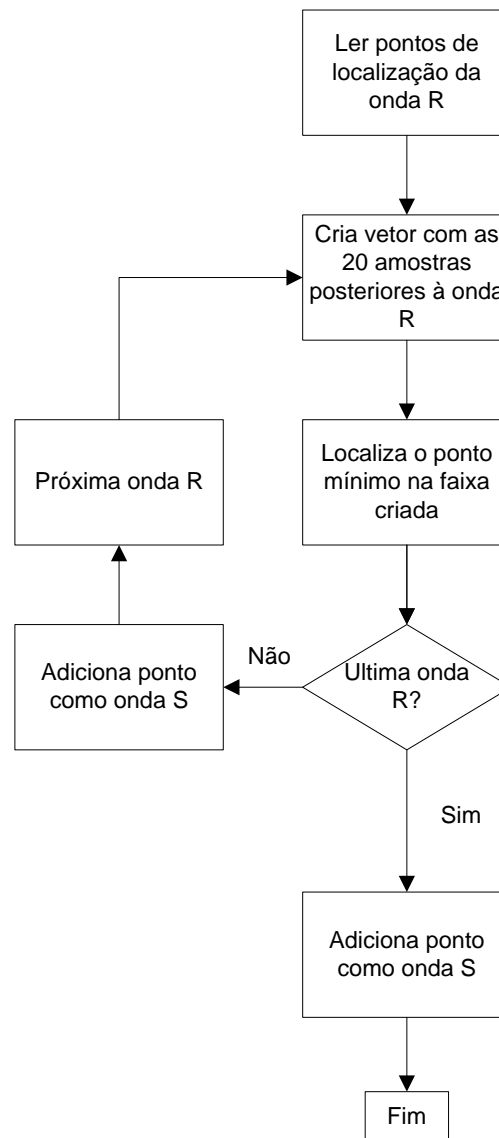 Ler pontos de
localização da
onda R
Cria vetor com as
20 amostras
posteriores à onda
R
Localiza o ponto
mínimo na faixa
criada
Próxima onda R
Ultima onda
R?
Não
Adiciona ponto
como onda S
Sim
Adiciona ponto
como onda S
Fim